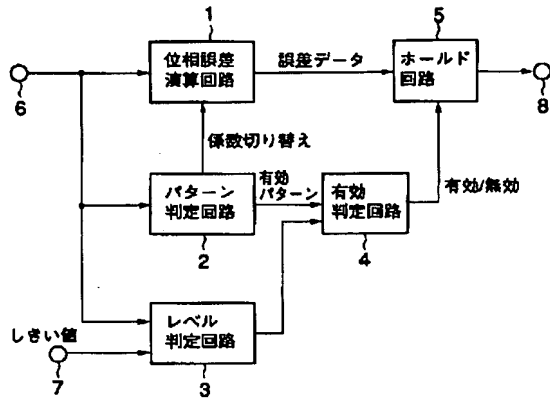 1
位相誤差
演算回路
6
誤差データ
5
ホールド
回路
8
係数切り替え
パターン
判定回路
2
有効
パターン
有効
判定回路
4
有効/無効
レベル
判定回路
3
しきい値
7